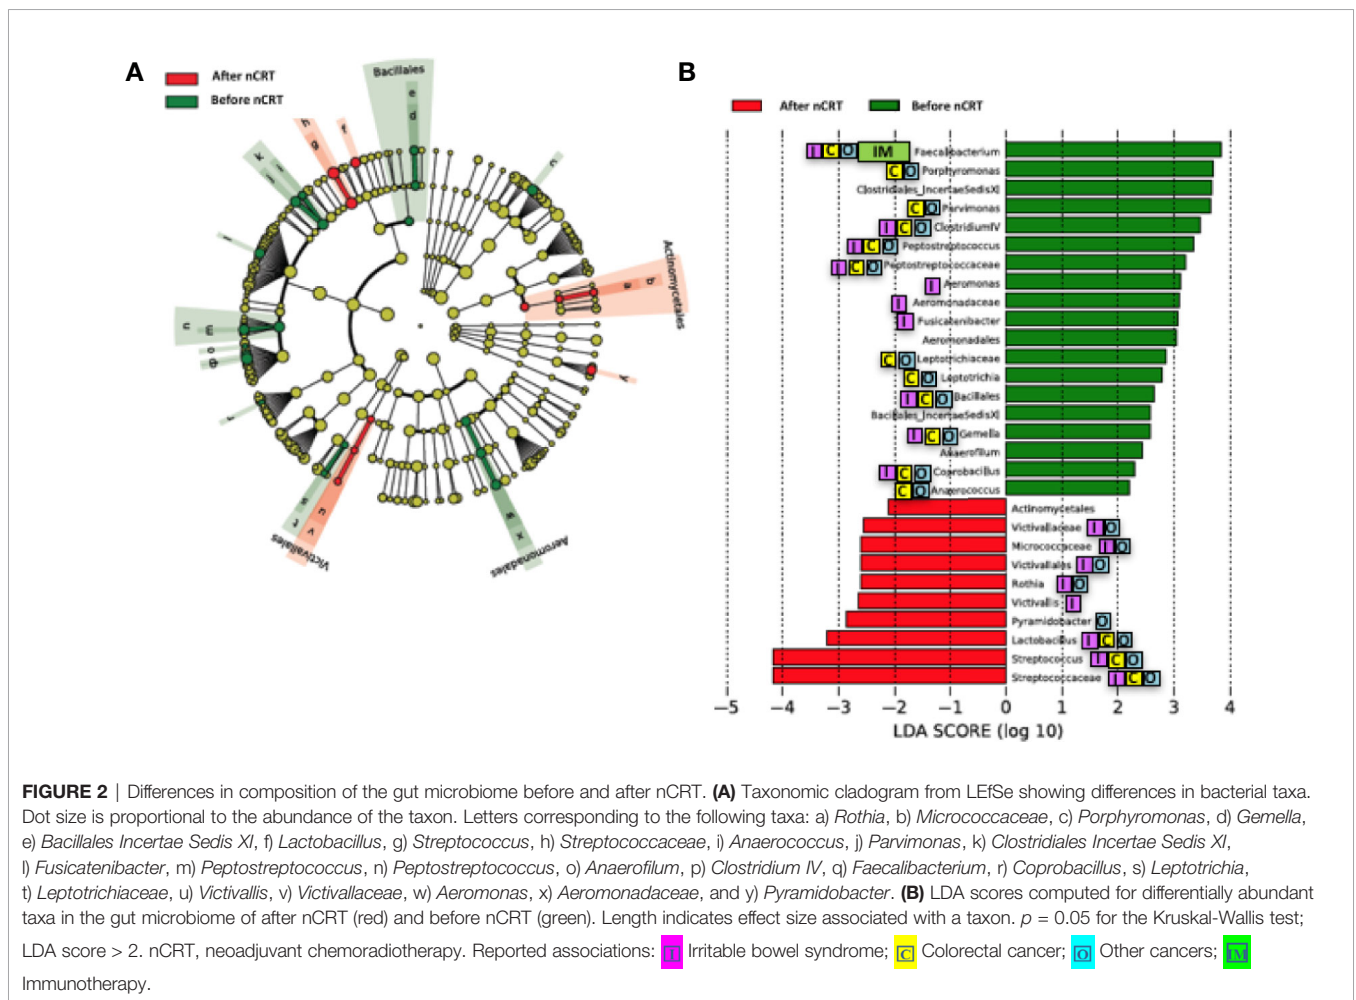 A
After nCRT
Before nCRT
Bacillales
e
d
h
g
f
k
i
c
Actinomycetales
a
b
l
n
m
o
y
r
s
t
u
v
Victivallales
w
x
Aeromonadales
B
After nCRT
Before nCRT
I C O IM Faecalibacterium
C O Porphyromonas
Clostridiales_IncertaeSedisXI
C O Parvimonas
I C O ClostridiumIV
I C O Peptostreptococcus
I C O Peptostreptococcaceae
I Aeromonas
I Aeromonadaceae
I Fusicatenibacter
Aeromonadales
C O Leptotrichiaceae
C O Leptotrichia
I C O Bacillales
Bacillales_IncertaeSedisXI
I C O Gemella
Anaerofilum
I C O Coprobacillus
C O Anaerococcus
Actinomycetales
Victivallaceae I O
Micrococcaceae I O
Victivallales I O
Rothia I O
Victivallis I
Pyramidobacter O
Lactobacillus I C O
Streptococcus I C O
Streptococcaceae I C O
−5 −4 −3 −2 −1 0 1 2 3 4
LDA SCORE (log 10)
FIGURE 2 | Differences in composition of the gut microbiome before and after nCRT. (A) Taxonomic cladogram from LEfSe showing differences in bacterial taxa.
Dot size is proportional to the abundance of the taxon. Letters corresponding to the following taxa: a) Rothia, b) Micrococcaceae, c) Porphyromonas, d) Gemella,
e) Bacillales Incertae Sedis XI, f) Lactobacillus, g) Streptococcus, h) Streptococcaceae, i) Anaerococcus, j) Parvimonas, k) Clostridiales Incertae Sedis XI,
l) Fusicatenibacter, m) Peptostreptococcus, n) Peptostreptococcus, o) Anaerofilum, p) Clostridium IV, q) Faecalibacterium, r) Coprobacillus, s) Leptotrichia,
t) Leptotrichiaceae, u) Victivallis, v) Victivallaceae, w) Aeromonas, x) Aeromonadaceae, and y) Pyramidobacter. (B) LDA scores computed for differentially abundant
taxa in the gut microbiome of after nCRT (red) and before nCRT (green). Length indicates effect size associated with a taxon. p = 0.05 for the Kruskal-Wallis test;
LDA score > 2. nCRT, neoadjuvant chemoradiotherapy. Reported associations: I Irritable bowel syndrome; C Colorectal cancer; O Other cancers; IM
Immunotherapy.